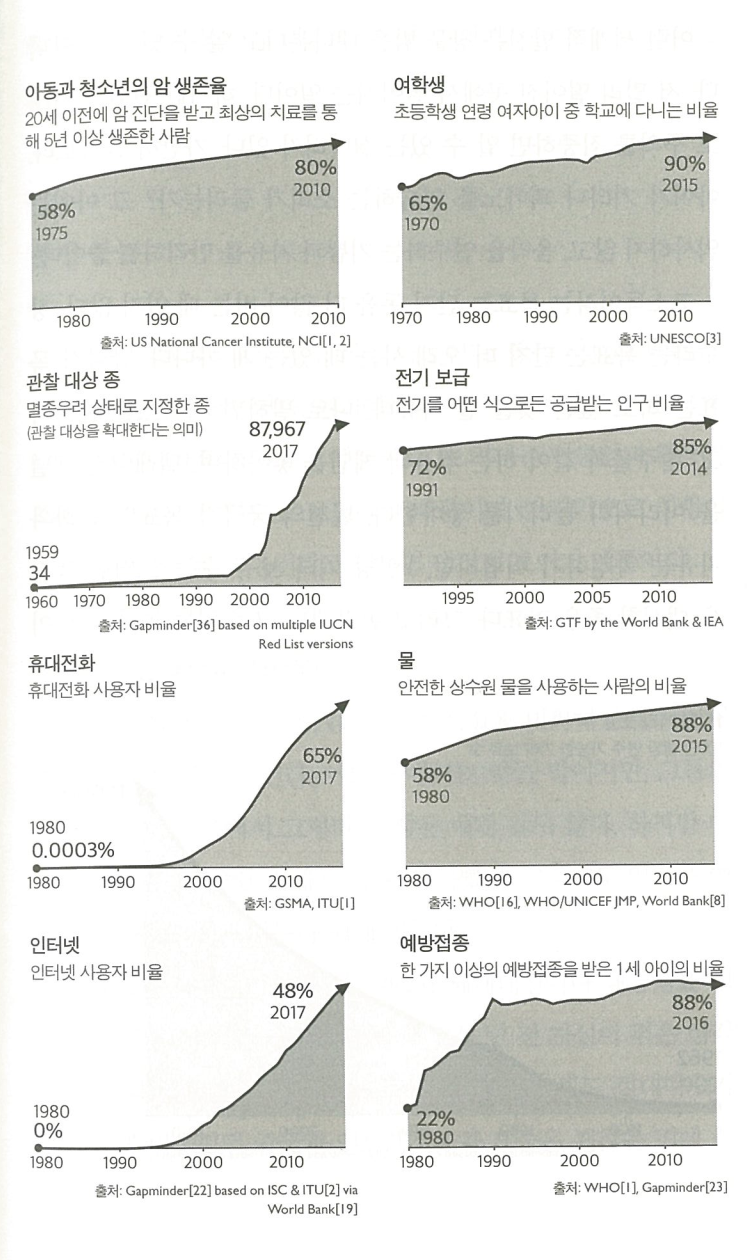 아동과 청소년의 암 생존율
20세 이전에 암 진단을 받고 최상의 치료를 통
해 5년 이상 생존한 사람
80%
2010
58%
1975
1980 1990 2000 2010
출처: US National Cancer Institute, NCI[1, 2]
여학생
초등학생 연령 여자아이 중 학교에 다니는 비율
90%
2015
65%
1970
1970 1980 1990 2000 2010
출처: UNESCO[3]
관찰 대상 종
멸종우려 상태로 지정한 종
(관찰 대상을 확대한다는 의미)
87,967
2017
1959
34
1960 1970 1980 1990 2000 2010
출처: Gapminder[36] based on multiple IUCN
Red List versions
전기 보급
전기를 어떤 식으로든 공급받는 인구 비율
85%
2014
72%
1991
1995 2000 2005 2010
출처: GTF by the World Bank & IEA
휴대전화
휴대전화 사용자 비율
65%
2017
1980
0.0003%
1980 1990 2000 2010
출처: GSMA, ITU[1]
물
안전한 상수원 물을 사용하는 사람의 비율
88%
2015
58%
1980
1980 1990 2000 2010
출처: WHO[16], WHO/UNICEF JMP, World Bank[8]
인터넷
인터넷 사용자 비율
48%
2017
1980
0%
1980 1990 2000 2010
출처: Gapminder[22] based on ISC & ITU[2] via
World Bank[19]
예방접종
한 가지 이상의 예방접종을 받은 1세 아이의 비율
88%
2016
22%
1980
1980 1990 2000 2010
출처: WHO[1], Gapminder[23]